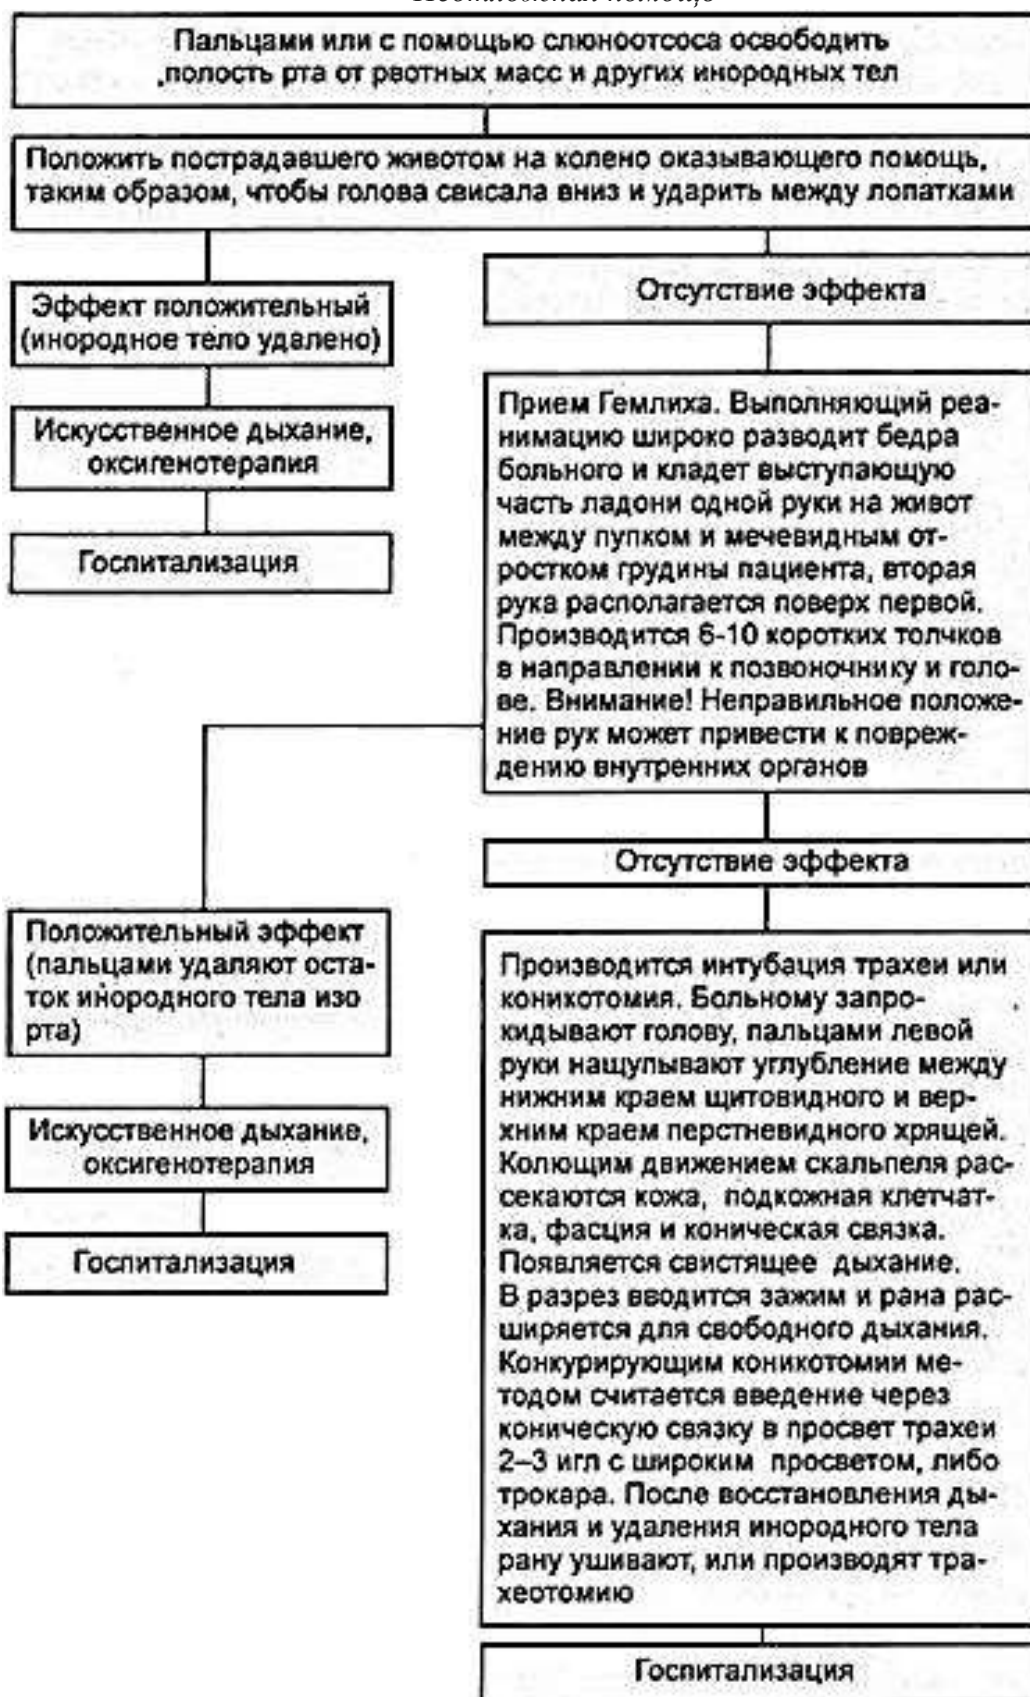 Неотложная помощь
Пальцами или с помощью слюноотсоса освободить
полость рта от рвотных масс и других инородных тел
Положить пострадавшего животом на колено оказывающего помощь,
таким образом, чтобы голова свисала вниз и ударить между лопатками
Эффект положительный
(инородное тело удалено)
Искусственное дыхание,
оксигенотерапия
Госпитализация
Отсутствие эффекта
Прием Гемлиха. Выполняющий реа-
нимацию широко разводит бедра
больного и кладет выступающую
часть ладони одной руки на живот
между пупком и мечевидным от-
ростком грудины пациента, вторая
рука располагается поверх первой.
Производится 6-10 коротких толчков
в направлении к позвоночнику и голо-
ве. Внимание! Неправильное положе-
ние рук может привести к повреж-
дению внутренних органов
Положительный эффект
(пальцами удаляют оста-
ток инородного тела изо
рта)
Искусственное дыхание,
оксигенотерапия
Госпитализация
Отсутствие эффекта
Производится интубация трахеи или
коникотомия. Больному запро-
кидывают голову, пальцами левой
руки нащупывают углубление между
нижним краем щитовидного и вер-
хним краем перстневидного хрящей.
Колющим движением скальпеля рас-
секаются кожа, подкожная клетчат-
ка, фасция и коническая связка.
Появляется свистящее дыхание.
В разрез вводится зажим и рана рас-
ширяется для свободного дыхания.
Конкурирующим коникотомии ме-
тодом считается введение через
коническую связку в просвет трахеи
2–3 игл с широким просветом, либо
трокара. После восстановления ды-
хания и удаления инородного тела
рану ушивают, или производят тра-
хеотомию
Госпитализация